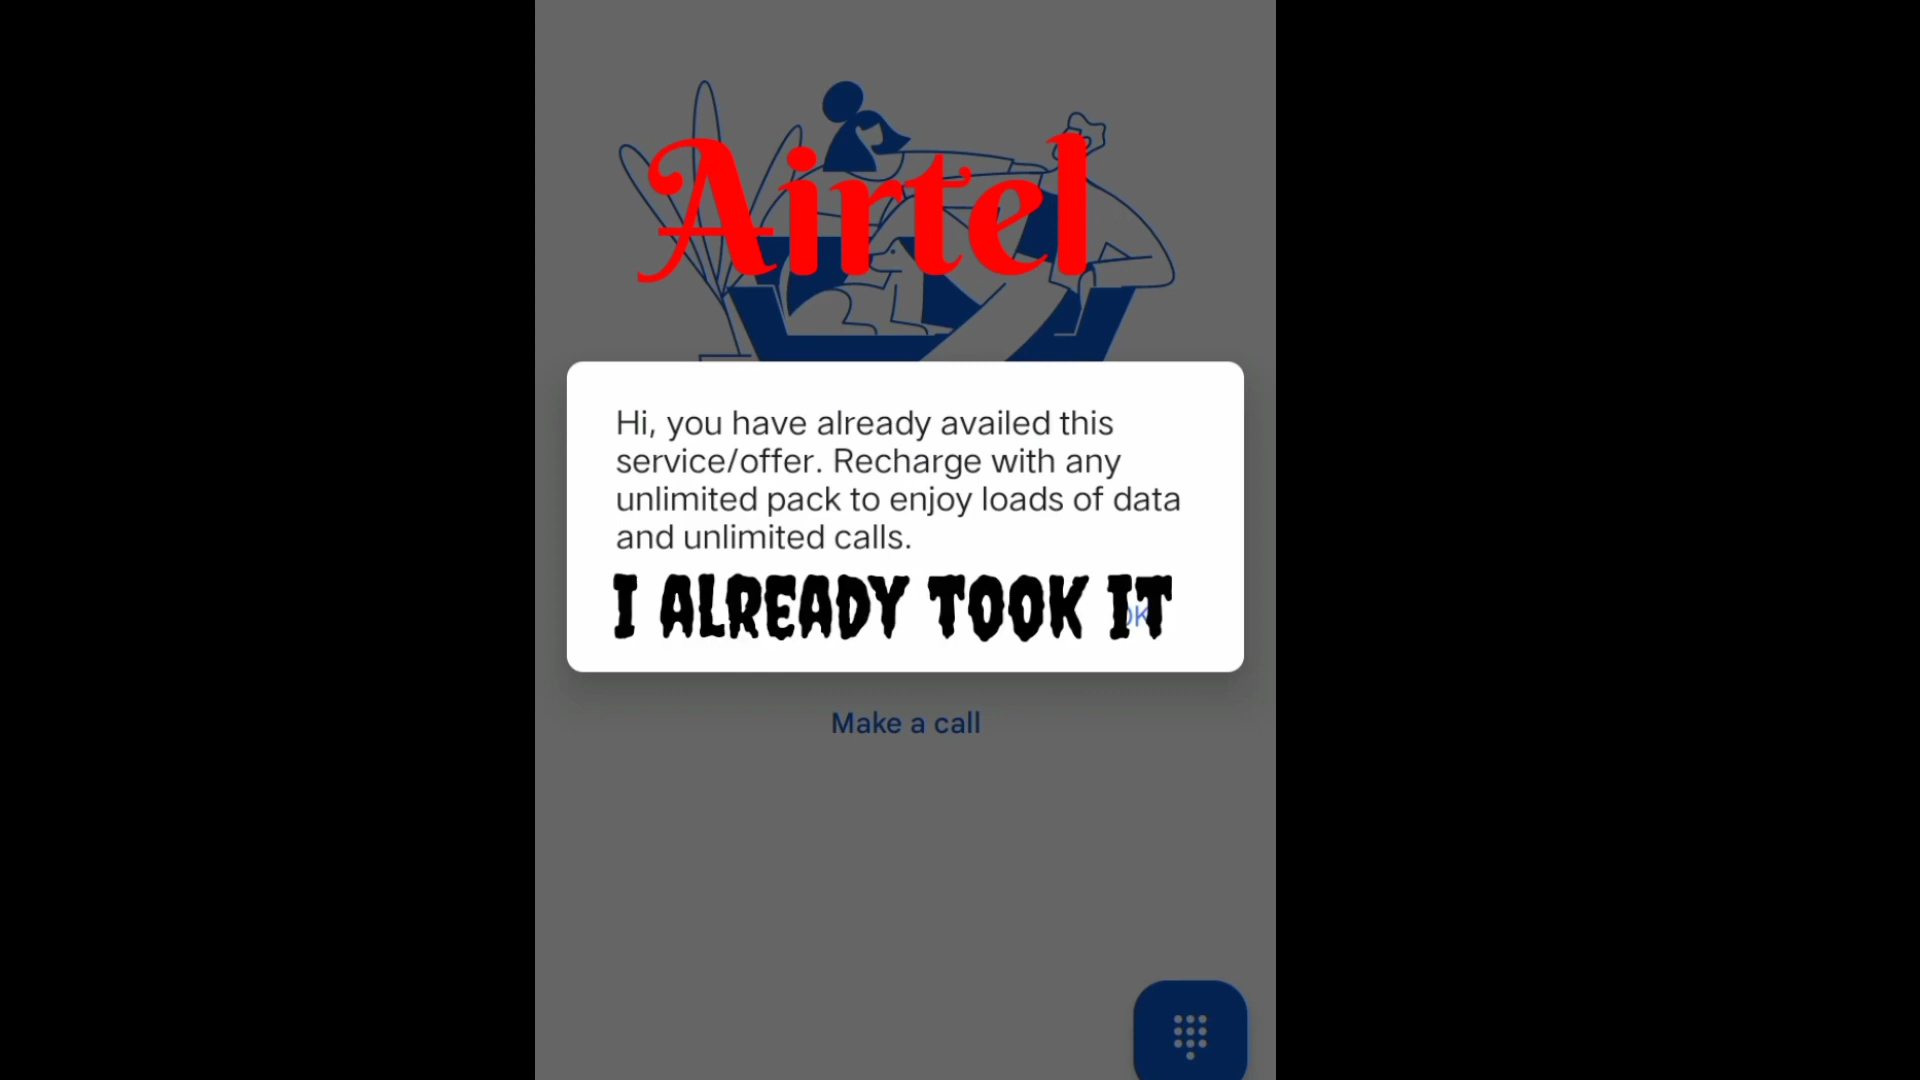 Airtel
Hi, you have already availed this
service/offer. Recharge with any
unlimited pack to enjoy loads of data
and unlimited calls.
I ALREADY TOOK IT
OK
Make a call